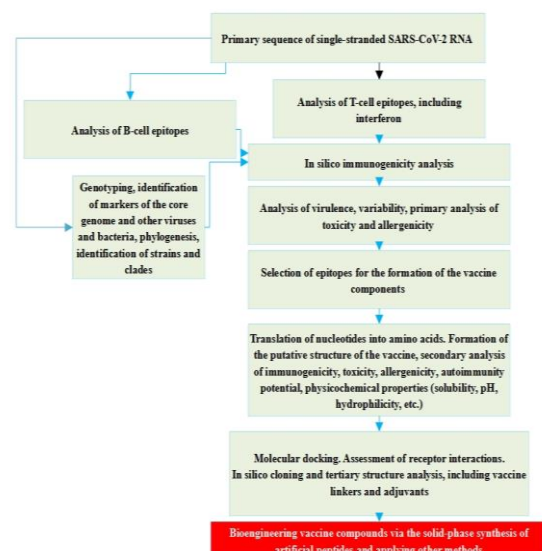 Primary sequence of single-stranded SARS-CoV-2 RNA
Analysis of T-cell epitopes, including
interferon
Analysis of B-cell epitopes
In silico immunogenicity analysis
Genotyping, identification
of markers of the core
genome and other viruses
and bacteria, phylogenesis,
identification of strains and
clades
Analysis of virulence, variability, primary analysis of
toxicity and allergenicity
Selection of epitopes for the formation of the vaccine
components
Translation of nucleotides into amino acids. Formation of
the putative structure of the vaccine, secondary analysis
of immunogenicity, toxicity, allergenicity, autoimmunity
potential, physicochemical properties (solubility, pH,
hydrophilicity, etc.)
Molecular docking. Assessment of receptor interactions.
In silico cloning and tertiary structure analysis, including vaccine
linkers and adjuvants
Bioengineering vaccine compounds via the solid-phase synthesis of
artificial peptides and applying other methods